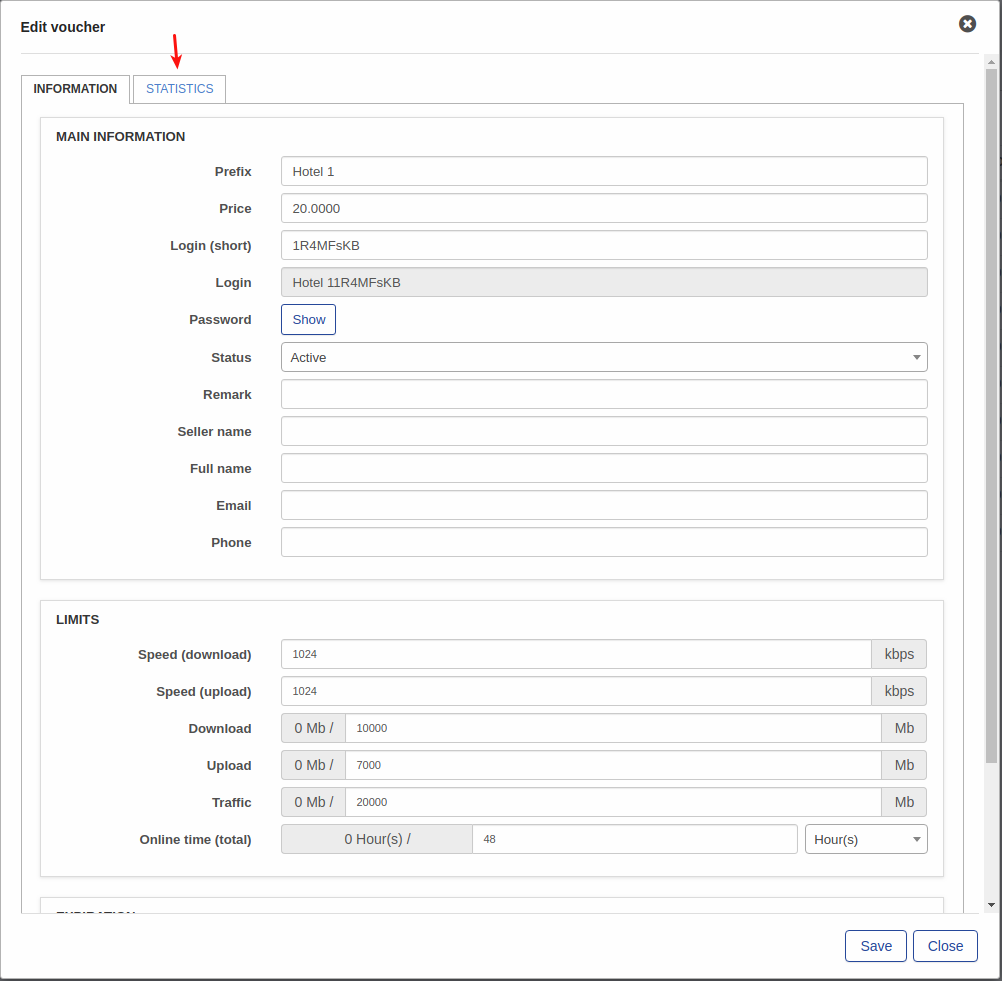 Edit voucher
INFORMATION STATISTICS
MAIN INFORMATION
Prefix Hotel 1
Price 20.0000
Login (short) 1R4MFsKB
Login Hotel 11R4MFsKB
Password Show
Status Active
Remark
Seller name
Full name
Email
Phone
LIMITS
Speed (download) 1024 kbps
Speed (upload) 1024 kbps
Download 0 Mb / 10000 Mb
Upload 0 Mb / 7000 Mb
Traffic 0 Mb / 20000 Mb
Online time (total) 0 Hour(s) / 48 Hour(s)
EXPIRATION
Save Close